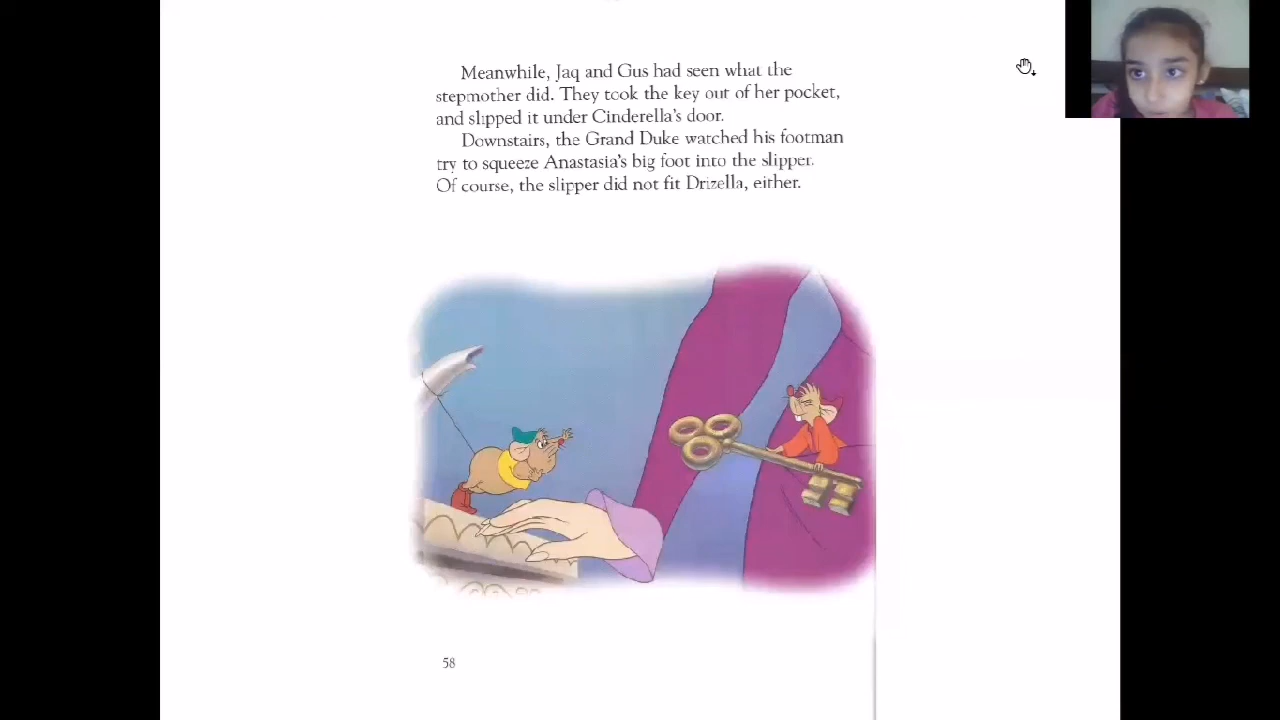 Meanwhile, Jaq and Gus had seen what the
stepmother did. They took the key out of her pocket,
and slipped it under Cinderella's door.
Downstairs, the Grand Duke watched his footman
try to squeeze Anastasia's big foot into the slipper.
Of course, the slipper did not fit Drizella, either.
58